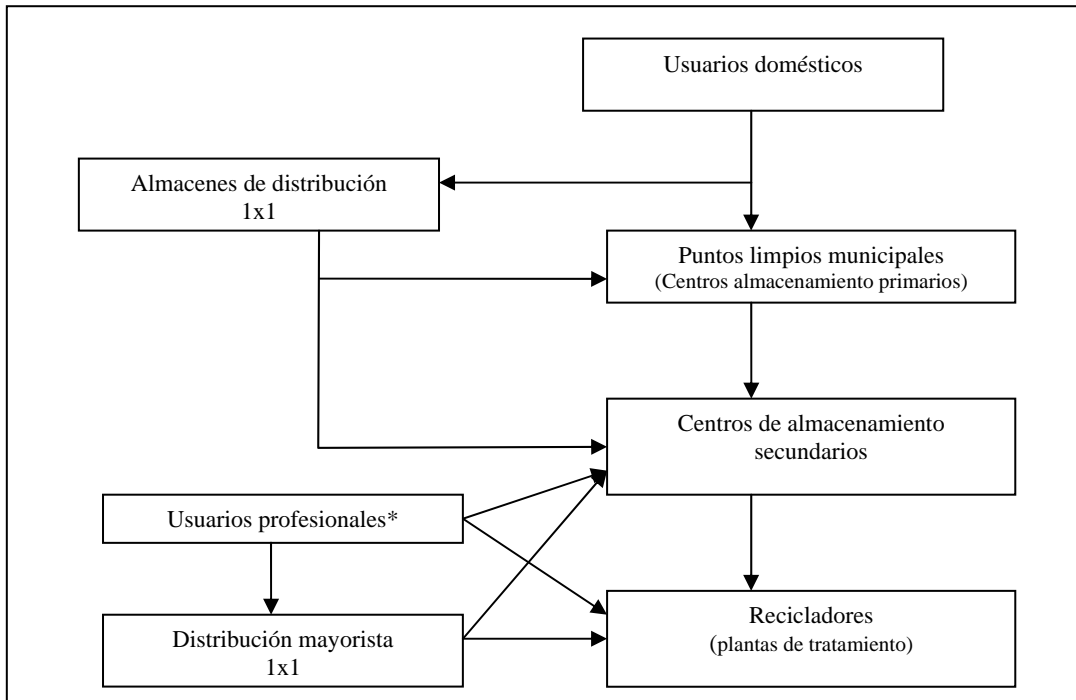 Usuarios domésticos
Almacenes de distribución
1x1
Puntos limpios municipales
(Centros almacenamiento primarios)
Centros de almacenamiento
secundarios
Usuarios profesionales*
Distribución mayorista
1x1
Recicladores
(plantas de tratamiento)